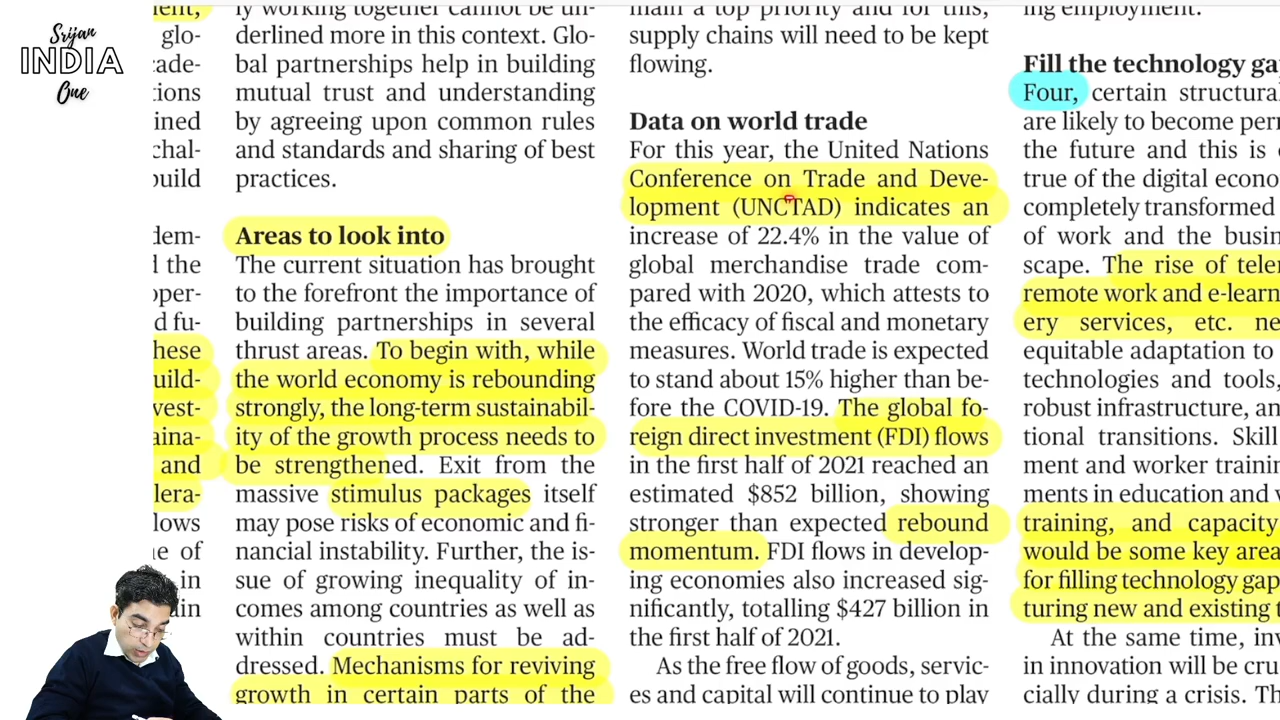 Srijan
INDIA
One
glo-
ined
build
d the
these
and
lows
e of
in
ly working together cannot be un-
derlined more in this context. Glo-
bal partnerships help in building
mutual trust and understanding
by agreeing upon common rules
and standards and sharing of best
practices.
Areas to look into
The current situation has brought
to the forefront the importance of
building partnerships in several
thrust areas. To begin with, while
the world economy is rebounding
strongly, the long-term sustainabil-
ity of the growth process needs to
be strengthened. Exit from the
massive stimulus packages itself
may pose risks of economic and fi-
nancial instability. Further, the is-
sue of growing inequality of in-
comes among countries as well as
within countries must be ad-
dressed. Mechanisms for reviving
growth in certain parts of the
main a top priority and for this,
supply chains will need to be kept
flowing.
Data on world trade
For this year, the United Nations
Conference on Trade and Deve-
lopment (UNCTAD) indicates an
increase of 22.4% in the value of
global merchandise trade com-
pared with 2020, which attests to
the efficacy of fiscal and monetary
measures. World trade is expected
to stand about 15% higher than be-
fore the COVID-19. The global fo-
reign direct investment (FDI) flows
in the first half of 2021 reached an
estimated $852 billion, showing
stronger than expected rebound
momentum. FDI flows in develop-
ing economies also increased sig-
nificantly, totalling $427 billion in
the first half of 2021.
As the free flow of goods, servic-
es and capital will continue to play
ing employment.
Fill the technology
Four, certain structural
are likely to become
the future and this is
true of the digital
completely transformed
of work and the
scape. The rise of
remote work and
ery services, etc.
equitable adaptation to
technologies and tools,
robust infrastructure,
tional transitions. Skill
ment and worker
ments in education and
training, and capacity
would be some key
for filling technology
turing new and existing
At the same time,
in innovation will be
cially during a crisis.